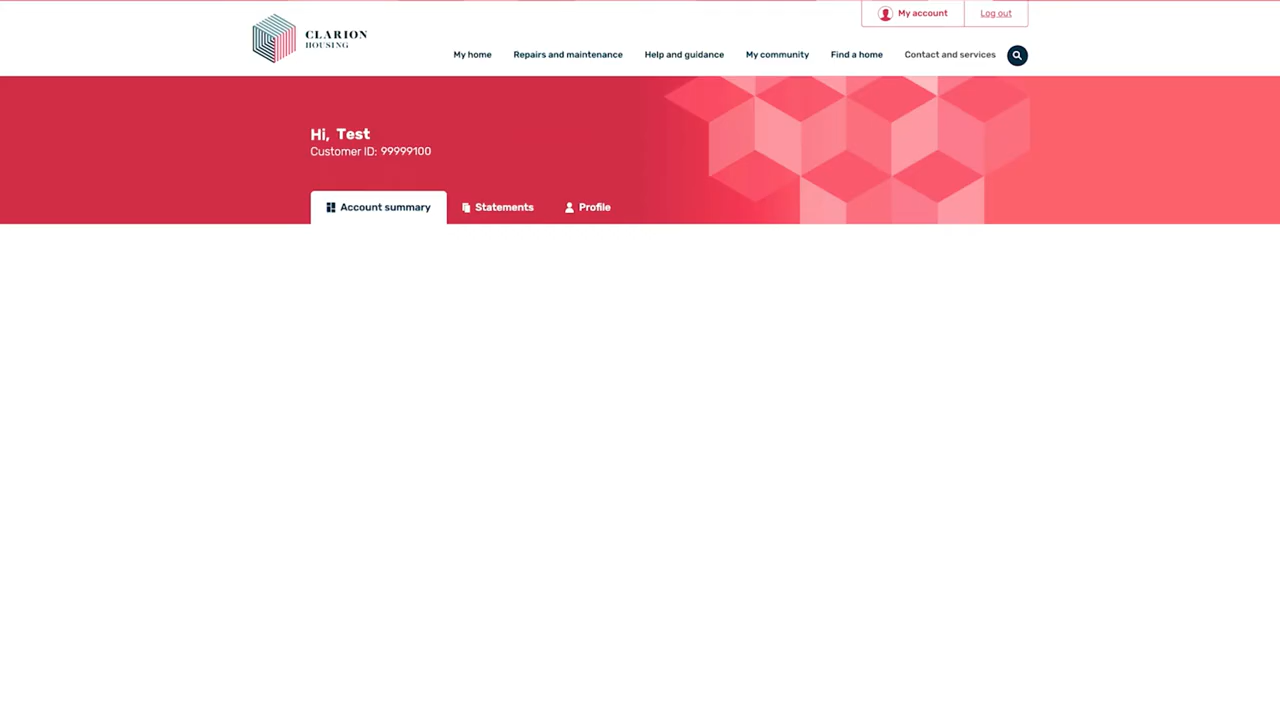 My account
Log out
CLARION
HOUSING
My home
Repairs and maintenance
Help and guidance
My community
Find a home
Contact and services
Hi, Test
Customer ID: 99999100
Account summary
Statements
Profile